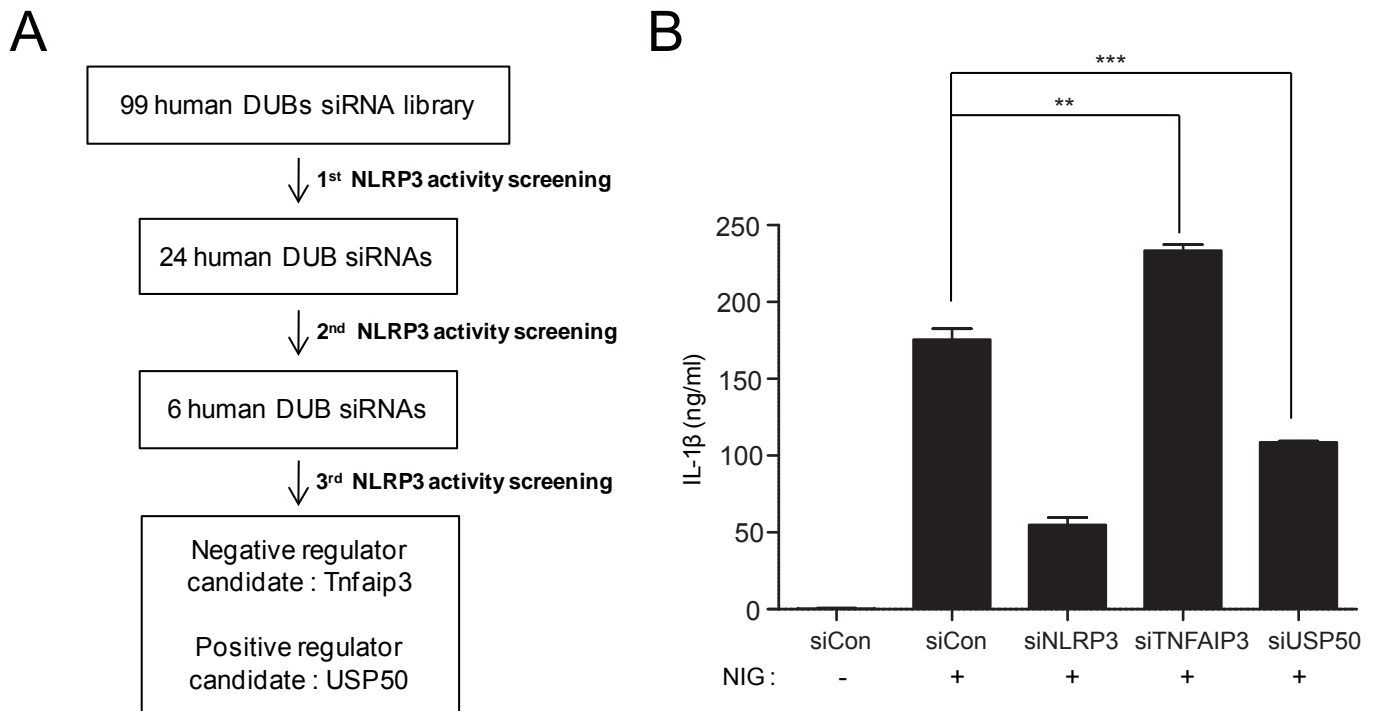 A
99 human DUBs siRNA library
1st NLRP3 activity screening
24 human DUB siRNAs
2nd NLRP3 activity screening
6 human DUB siRNAs
3rd NLRP3 activity screening
Negative regulator
candidate : Tnfaip3
Positive regulator
candidate : USP50
B
***
**
250
200
150
100
50
0
IL-1β (ng/ml)
siCon siCon siNLRP3 siTNFAIP3 siUSP50
NIG : - + + + +